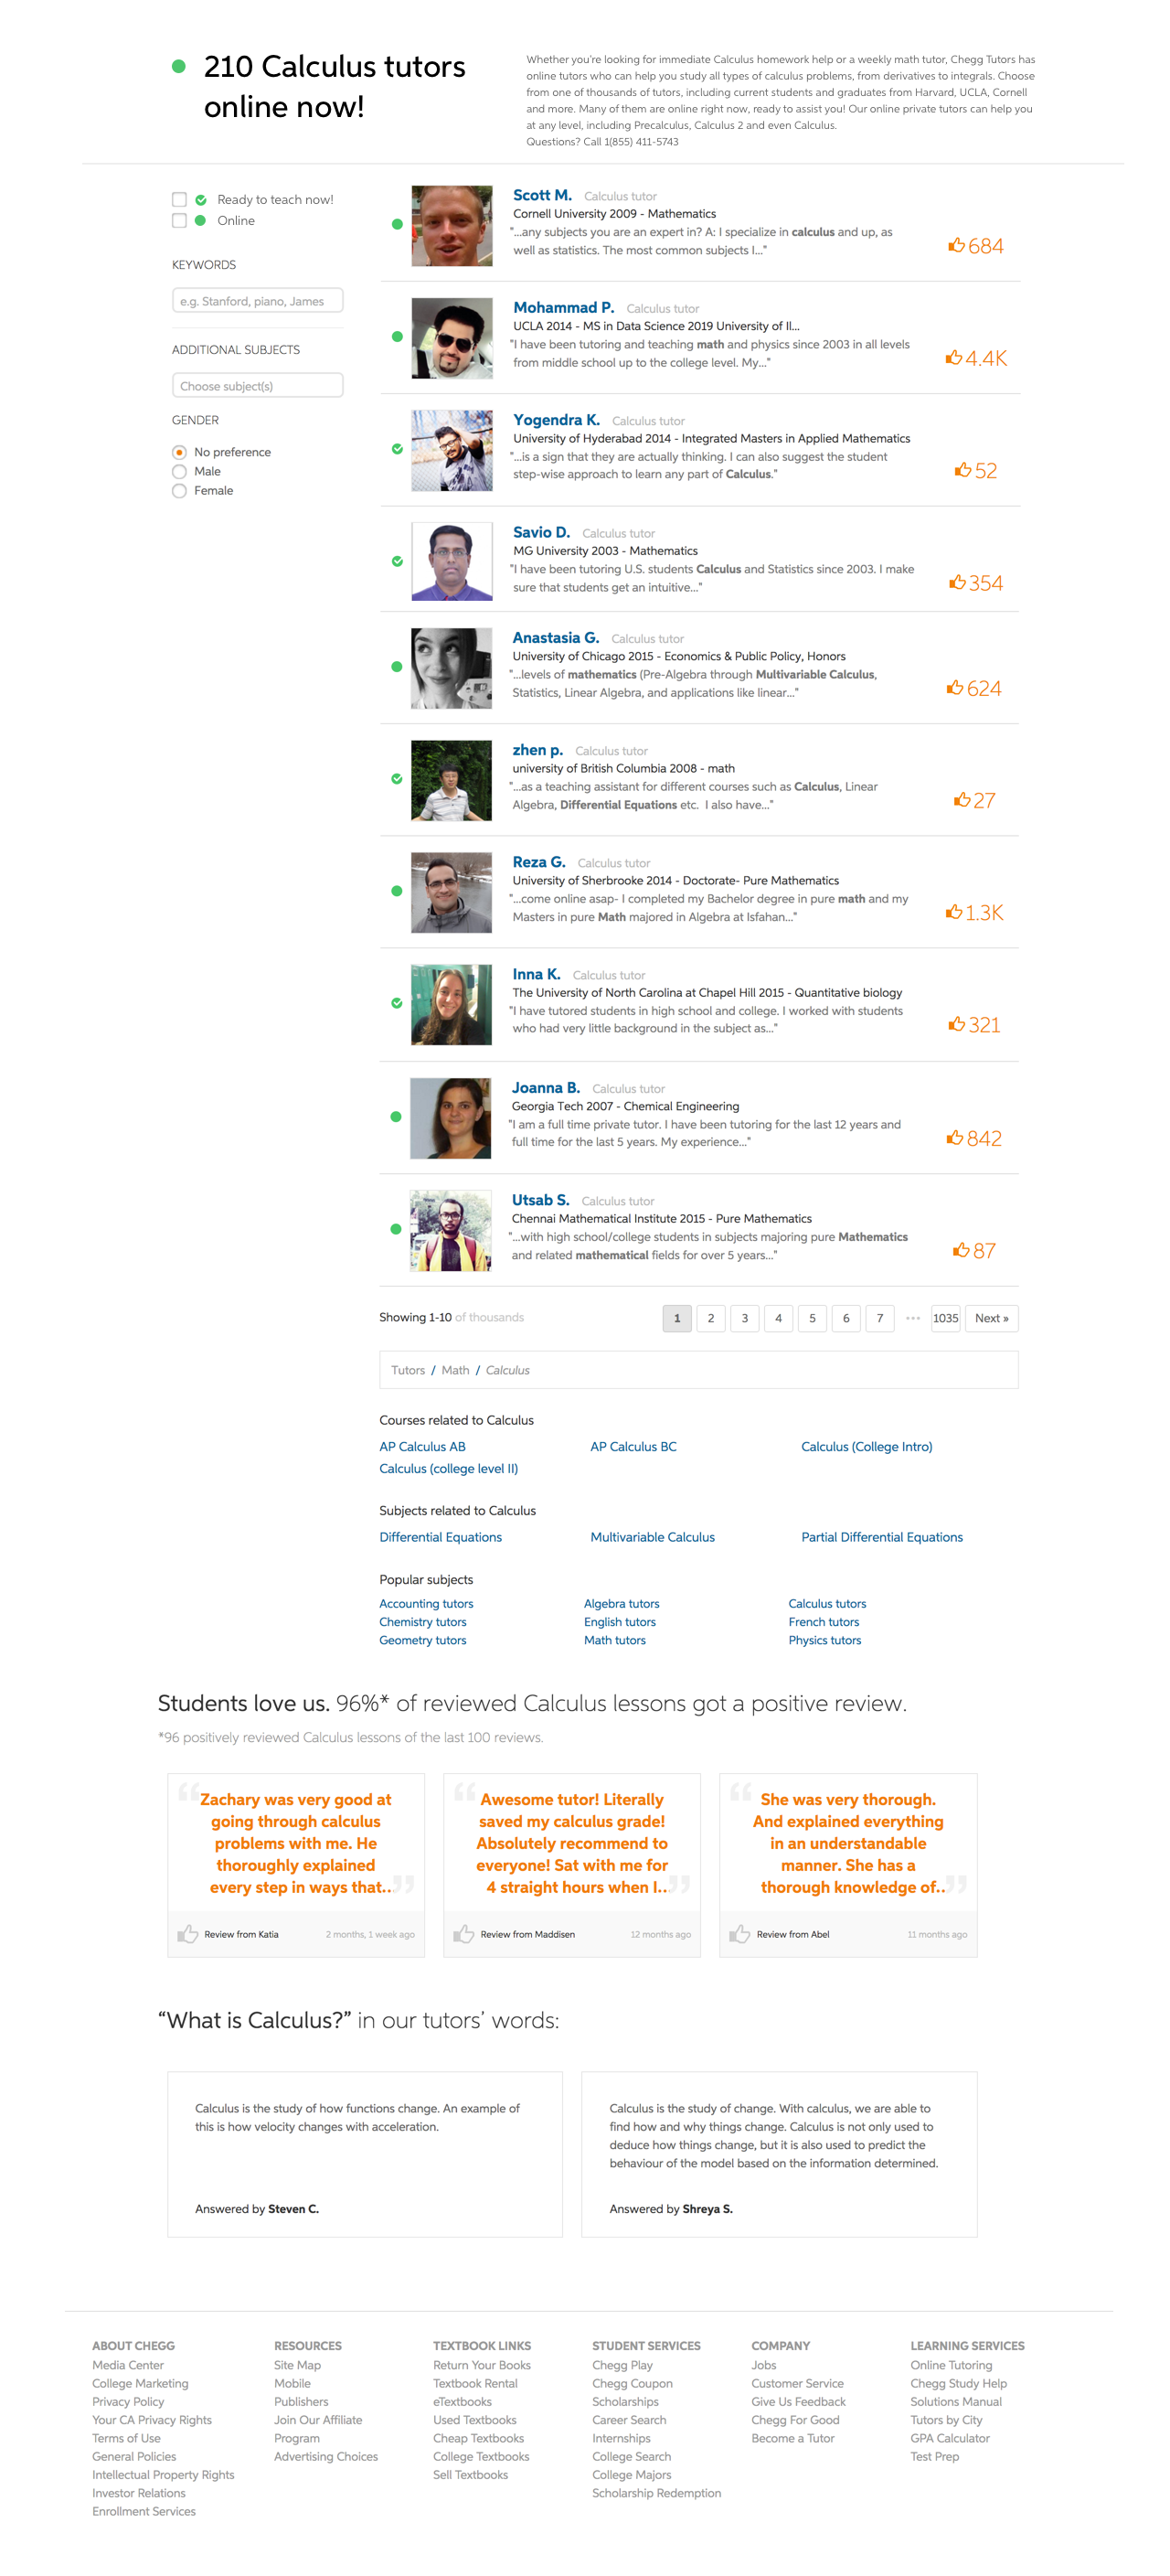 210 Calculus tutors
online now!
Whether you're looking for immediate Calculus homework help or a weekly math tutor, Chegg Tutors has
online tutors who can help you study all types of calculus problems, from derivatives to integrals. Choose
from one of thousands of tutors, including current students and graduates from Harvard, UCLA, Cornell
and more. Many of them are online right now, ready to assist you! Our online private tutors can help you
at any level, including Precalculus, Calculus 2 and even Calculus.
Questions? Call 1(855) 411-5743
Ready to teach now!
Online
KEYWORDS
e.g. Stanford, piano, James
ADDITIONAL SUBJECTS
Choose subject(s)
GENDER
No preference
Male
Female
Scott M. Calculus tutor
Cornell University 2009 - Mathematics
"...any subjects you are an expert in? A: I specialize in calculus and up, as
well as statistics. The most common subjects I..."
684
Mohammad P. Calculus tutor
UCLA 2014 - MS in Data Science 2019 University of Il...
"I have been tutoring and teaching math and physics since 2003 in all levels
from middle school up to the college level. My..."
4.4K
Yogendra K. Calculus tutor
University of Hyderabad 2014 - Integrated Masters in Applied Mathematics
"...is a sign that they are actually thinking. I can also suggest the student
step-wise approach to learn any part of Calculus."
52
Savio D. Calculus tutor
MG University 2003 - Mathematics
"I have been tutoring U.S. students Calculus and Statistics since 2003. I make
sure that students get an intuitive..."
354
Anastasia G. Calculus tutor
University of Chicago 2015 - Economics & Public Policy, Honors
"...levels of mathematics (Pre-Algebra through Multivariable Calculus,
Statistics, Linear Algebra, and applications like linear..."
624
zhen p. Calculus tutor
university of British Columbia 2008 - math
"...as a teaching assistant for different courses such as Calculus, Linear
Algebra, Differential Equations etc. I also have..."
27
Reza G. Calculus tutor
University of Sherbrooke 2014 - Doctorate- Pure Mathematics
"...come online asap- I completed my Bachelor degree in pure math and my
Masters in pure Math majored in Algebra at Isfahan..."
1.3K
Inna K. Calculus tutor
The University of North Carolina at Chapel Hill 2015 - Quantitative biology
"I have tutored students in high school and college. I worked with students
who had very little background in the subject as..."
321
Joanna B. Calculus tutor
Georgia Tech 2007 - Chemical Engineering
"I am a full time private tutor. I have been tutoring for the last 12 years and
full time for the last 5 years. My experience..."
842
Utsab S. Calculus tutor
Chennai Mathematical Institute 2015 - Pure Mathematics
"...with high school/college students in subjects majoring pure Mathematics
and related mathematical fields for over 5 years..."
87
Showing 1-10 of thousands
1 2 3 4 5 6 7 ... 1035 Next »
Tutors / Math / Calculus
Courses related to Calculus
AP Calculus AB AP Calculus BC Calculus (College Intro)
Calculus (college level II)
Subjects related to Calculus
Differential Equations Multivariable Calculus Partial Differential Equations
Popular subjects
Accounting tutors Algebra tutors Calculus tutors
Chemistry tutors English tutors French tutors
Geometry tutors Math tutors Physics tutors
Students love us. 96%* of reviewed Calculus lessons got a positive review.
*96 positively reviewed Calculus lessons of the last 100 reviews.
Zachary was very good at
going through calculus
problems with me. He
thoroughly explained
every step in ways that..
Review from Katia 2 months, 1 week ago
Awesome tutor! Literally
saved my calculus grade!
Absolutely recommend to
everyone! Sat with me for
4 straight hours when I..
Review from Maddisen 12 months ago
She was very thorough.
And explained everything
in an understandable
manner. She has a
thorough knowledge of..
Review from Abel 11 months ago
“What is Calculus?” in our tutors’ words:
Calculus is the study of how functions change. An example of
this is how velocity changes with acceleration.
Answered by Steven C.
Calculus is the study of change. With calculus, we are able to
find how and why things change. Calculus is not only used to
deduce how things change, but it is also used to predict the
behaviour of the model based on the information determined.
Answered by Shreya S.
ABOUT CHEGG
Media Center
College Marketing
Privacy Policy
Your CA Privacy Rights
Terms of Use
General Policies
Intellectual Property Rights
Investor Relations
Enrollment Services
RESOURCES
Site Map
Mobile
Publishers
Join Our Affiliate
Program
Advertising Choices
TEXTBOOK LINKS
Return Your Books
Textbook Rental
eTextbooks
Used Textbooks
Cheap Textbooks
College Textbooks
Sell Textbooks
STUDENT SERVICES
Chegg Play
Chegg Coupon
Scholarships
Career Search
Internships
College Search
College Majors
Scholarship Redemption
COMPANY
Jobs
Customer Service
Give Us Feedback
Chegg For Good
Become a Tutor
LEARNING SERVICES
Online Tutoring
Chegg Study Help
Solutions Manual
Tutors by City
GPA Calculator
Test Prep